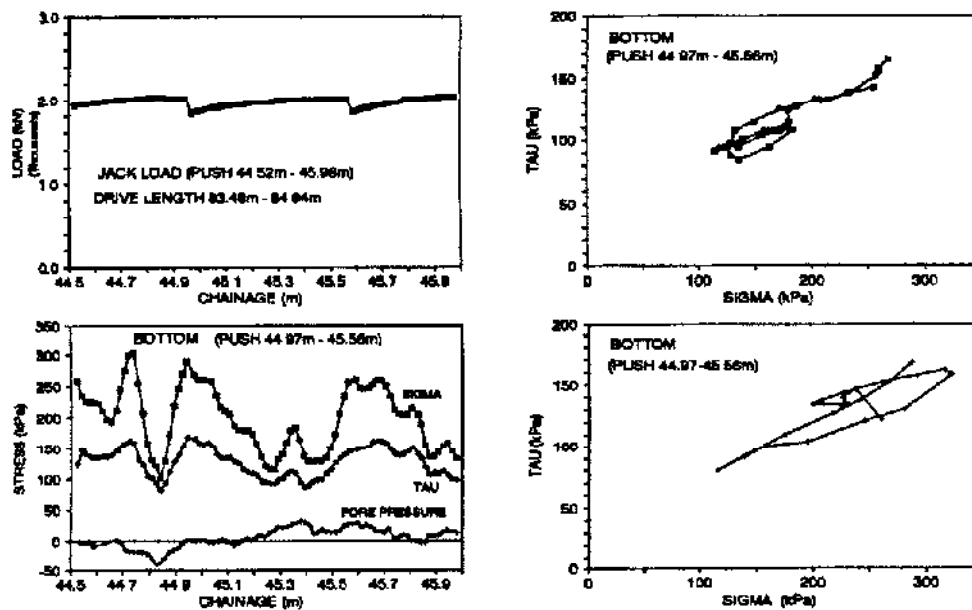 3.0
2.0
1.0
0.0
LOAD (kN)
(Thousands)
JACK LOAD (PUSH 44.52m - 45.98m)
DRIVE LENGTH 83.48m - 84.94m
44.5 44.7 44.9 45.1 45.3 45.5 45.7 45.9
CHAINAGE (m)
200
150
100
50
0
TAU (kPa)
BOTTOM
(PUSH 44.97m - 45.56m)
0 100 200 300
SIGMA (kPa)
350
300
250
200
150
100
50
0
-50
STRESS (kPa)
BOTTOM (PUSH 44.97m - 45.56m)
SIGMA
TAU
PORE PRESSURE
44.5 44.7 44.9 45.1 45.3 45.5 45.7 45.9
CHAINAGE (m)
200
150
100
50
0
TAU (kPa)
BOTTOM
(PUSH 44.97-45.56m)
0 100 200 300
SIGMA (kPa)